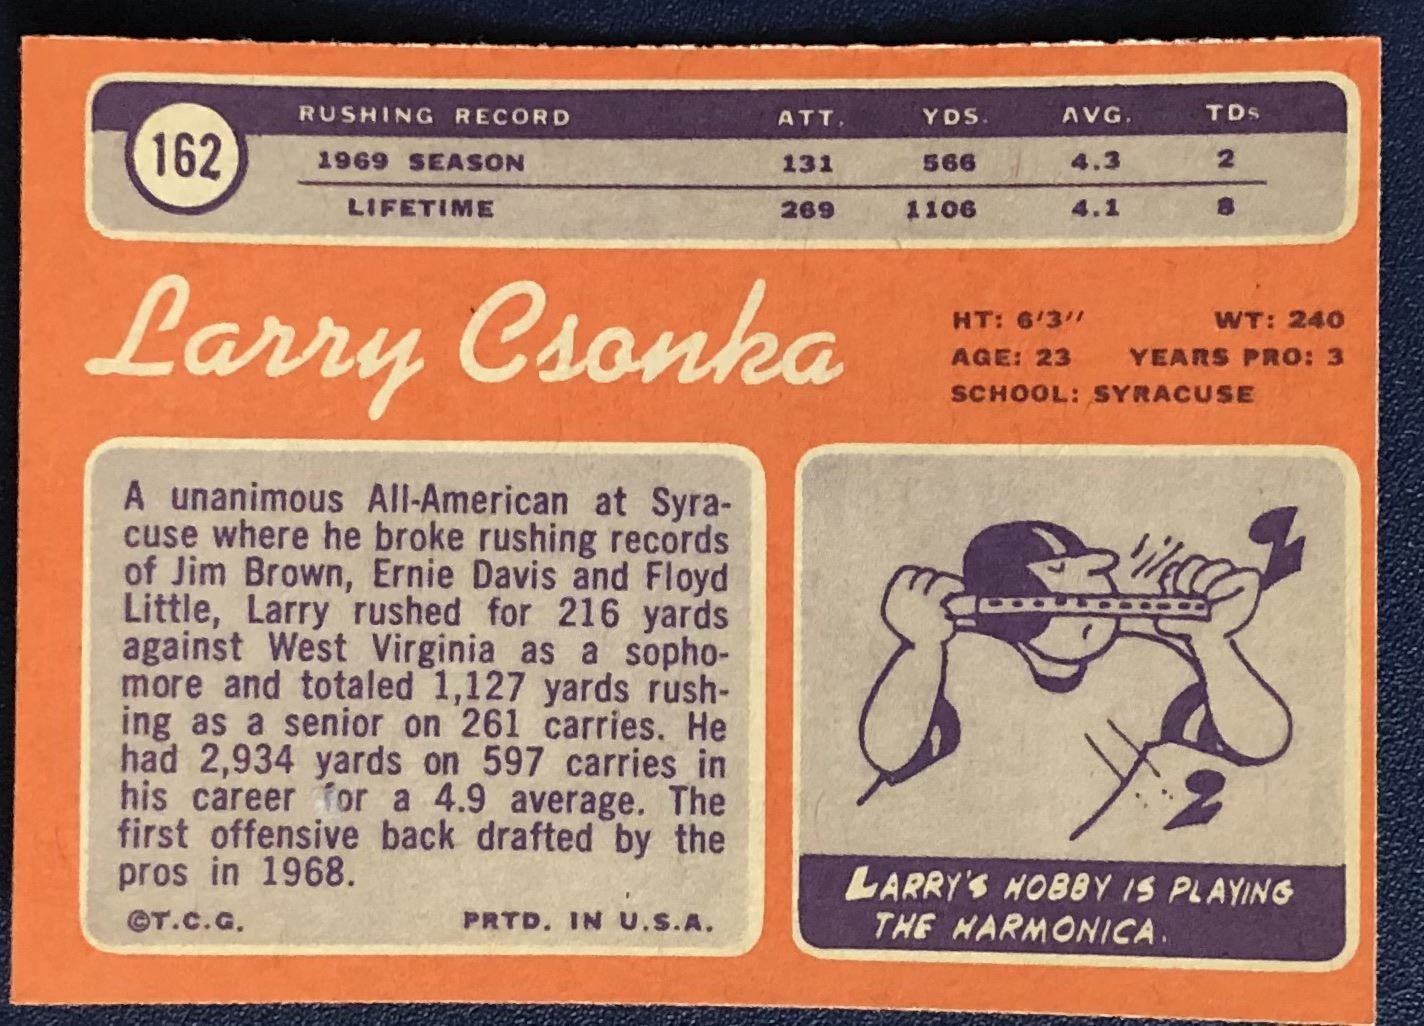 162
RUSHING RECORD ATT. YDS. AVG. TDs
1969 SEASON 131 566 4.3 2
LIFETIME 269 1106 4.1 8
Larry Csonka
HT: 6'3" WT: 240
AGE: 23 YEARS PRO: 3
SCHOOL: SYRACUSE
A unanimous All-American at Syra-
cuse where he broke rushing records
of Jim Brown, Ernie Davis and Floyd
Little, Larry rushed for 216 yards
against West Virginia as a sopho-
more and totaled 1,127 yards rush-
ing as a senior on 261 carries. He
had 2,934 yards on 597 carries in
his career for a 4.9 average. The
first offensive back drafted by the
pros in 1968.
©T.C.G. PRTD. IN U.S.A.
LARRY'S HOBBY IS PLAYING
THE HARMONICA.